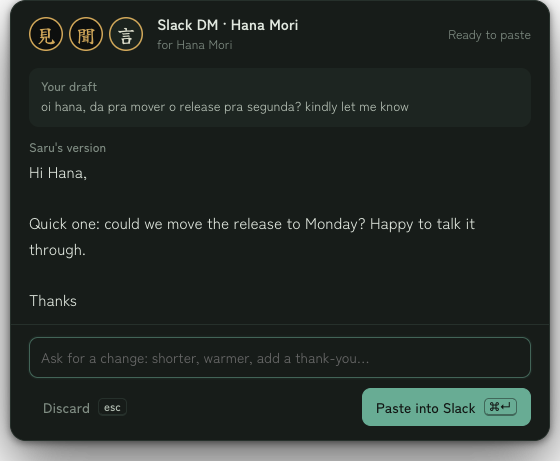 見 聞 言
Slack DM · Hana Mori
for Hana Mori
Ready to paste
Your draft
oi hana, da pra mover o release pra segunda? kindly let me know
Saru's version
Hi Hana,
Quick one: could we move the release to Monday? Happy to talk it
through.
Thanks
Ask for a change: shorter, warmer, add a thank-you…
Discard esc
Paste into Slack ⌘↵